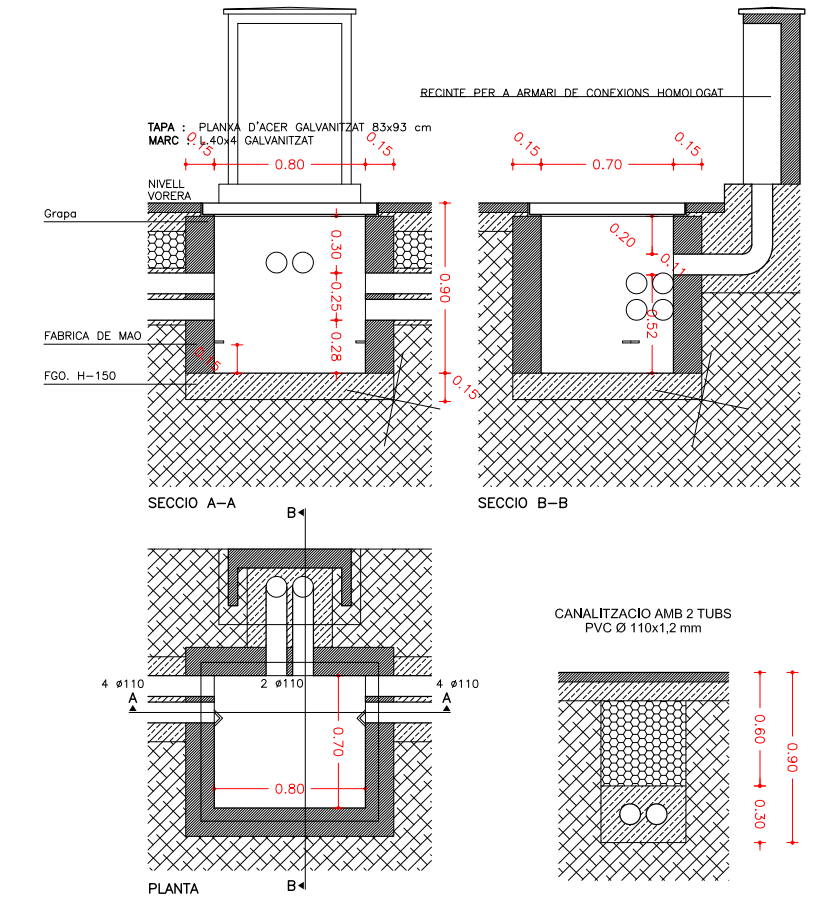 RECINTE PER A ARMARI DE CONEXIONS HOMOLOGAT
TAPA : PLANXA D'ACER GALVANITZAT 83x93 cm
MARC : L 40x4 GALVANITZAT
0.15
0.80
0.15
0.15
0.70
0.15
NIVELL
VORERA
Grapa
0.30
0.25
0.28
0.90
0.20
0.11
0.52
FABRICA DE MAO
0.15
FGO. H-150
0.15
SECCIO A-A
SECCIO B-B
B
CANALITZACIO AMB 2 TUBS
PVC Ø 110x1,2 mm
4 ø110
2 ø110
4 ø110
A
A
0.70
0.80
0.60
0.90
0.30
PLANTA
B